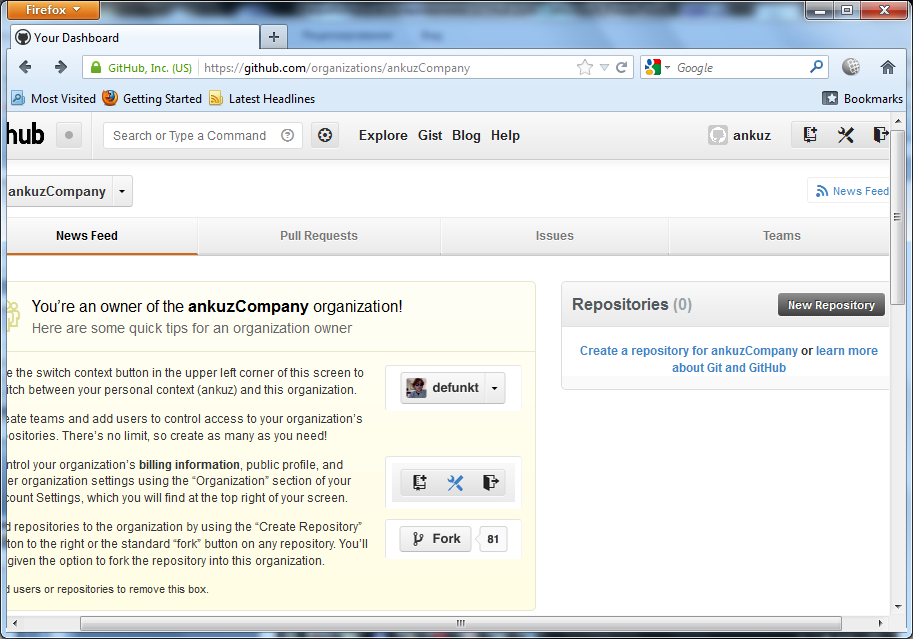 Firefox
Your Dashboard
GitHub, Inc. (US) https://github.com/organizations/ankuzCompany
Google
Most Visited Getting Started Latest Headlines Bookmarks
hub Search or Type a Command Explore Gist Blog Help ankuz
ankuzCompany News Feed
News Feed Pull Requests Issues Teams
You’re an owner of the ankuzCompany organization!
Here are some quick tips for an organization owner
e the switch context button in the upper left corner of this screen to
itch between your personal context (ankuz) and this organization.
defunkt
eate teams and add users to control access to your organization’s
ositories. There’s no limit, so create as many as you need!
ntrol your organization’s billing information, public profile, and
er organization settings using the “Organization” section of your
count Settings, which you will find at the top right of your screen.
d repositories to the organization by using the “Create Repository”
tton to the right or the standard “fork” button on any repository. You’ll
given the option to fork the repository into this organization.
Fork 81
d users or repositories to remove this box.
Repositories (0) New Repository
Create a repository for ankuzCompany or learn more
about Git and GitHub